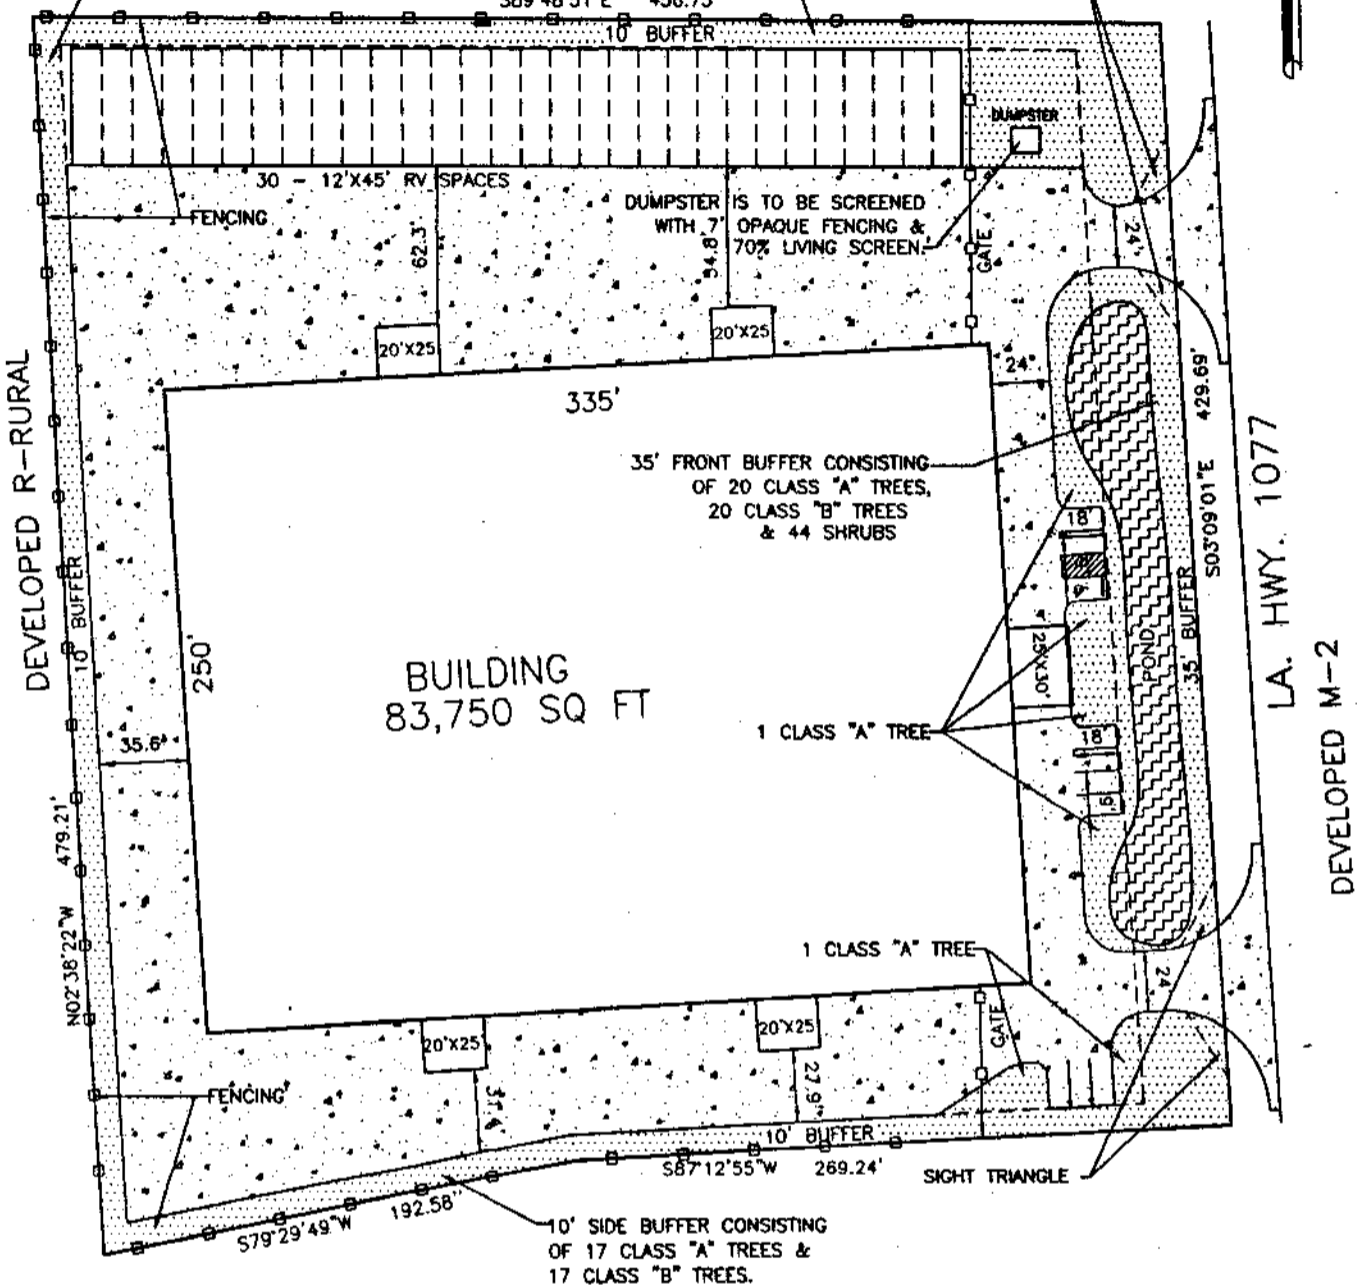 10' BUFFER
DUMPSTER
30 - 12'X45' RV SPACES
FENCING
DUMPSTER IS TO BE SCREENED
WITH 7' OPAQUE FENCING &
70% LIVING SCREEN.
62.3'
GATE
24'
20'X25
20'X25
24'
335'
429.69'
S03°09'01"E
35' FRONT BUFFER CONSISTING
OF 20 CLASS "A" TREES,
20 CLASS "B" TREES
& 44 SHRUBS
18'
DEVELOPED R-RURAL
10' BUFFER
250'
BUILDING
83,750 SQ FT
25'X30'
POND
35' BUFFER
LA. HWY. 1077
DEVELOPED M-2
1 CLASS "A" TREE
18'
35.6'
479.21'
N02°38'22"W
1 CLASS "A" TREE
24'
20'X25
20'X25
GATE
FENCING
31.4'
27.9'
10' BUFFER
S87°12'55"W 269.24'
SIGHT TRIANGLE
S79°29'49"W 192.58'
10' SIDE BUFFER CONSISTING
OF 17 CLASS "A" TREES &
17 CLASS "B" TREES.